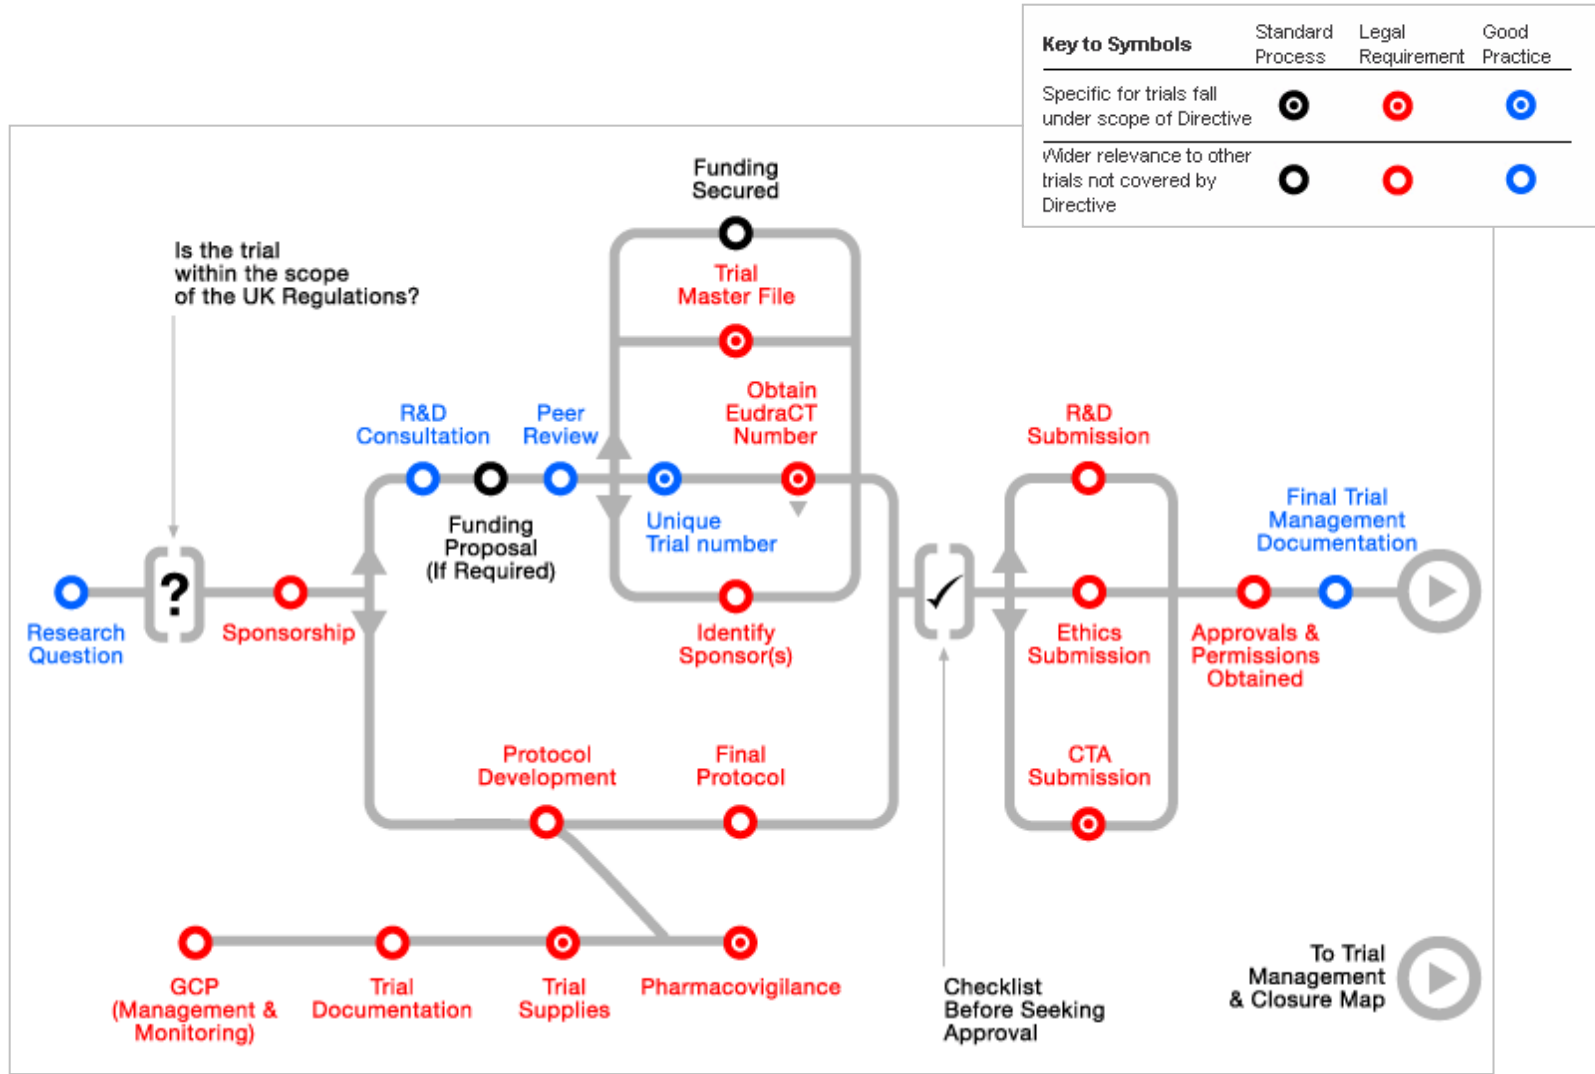 Key to Symbols
Standard
Process
Legal
Requirement
Good
Practice
Specific for trials fall
under scope of Directive
Wider relevance to other
trials not covered by
Directive
Funding
Secured
Is the trial
within the scope
of the UK Regulations?
Trial
Master File
Obtain
EudraCT
Number
R&D
Consultation
Peer
Review
R&D
Submission
Funding
Proposal
(If Required)
Unique
Trial number
Final Trial
Management
Documentation
?
Research
Question
Sponsorship
Identify
Sponsor(s)
Ethics
Submission
Approvals &
Permissions
Obtained
Protocol
Development
Final
Protocol
CTA
Submission
GCP
(Management &
Monitoring)
Trial
Documentation
Trial
Supplies
Pharmacovigilance
Checklist
Before Seeking
Approval
To Trial
Management
& Closure Map